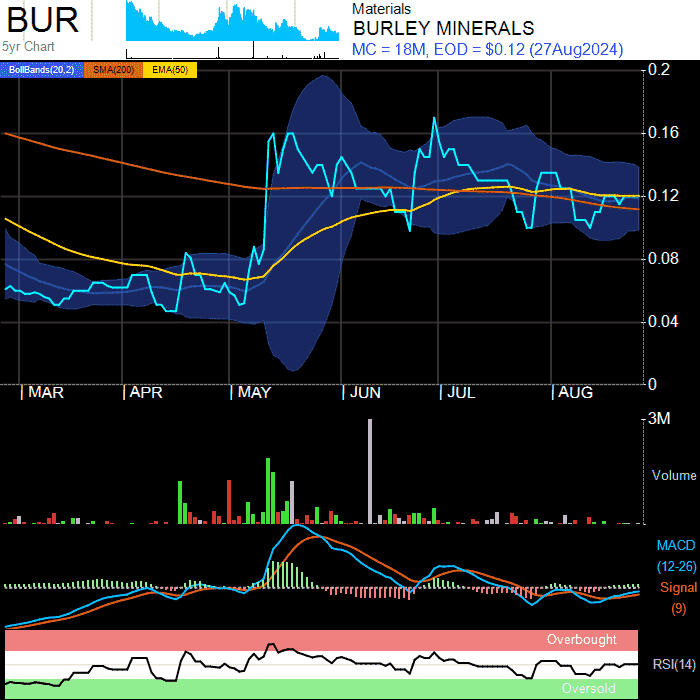 BUR
5yr Chart
Materials
BURLEY MINERALS
MC = 18M, EOD = $0.12 (27Aug2024)
BollBands(20,2) SMA(200) EMA(50)
0.2
0.16
0.12
0.08
0.04
0
MAR APR MAY JUN JUL AUG
3M
Volume
MACD
(12-26)
Signal
(9)
Overbought
RSI(14)
Oversold